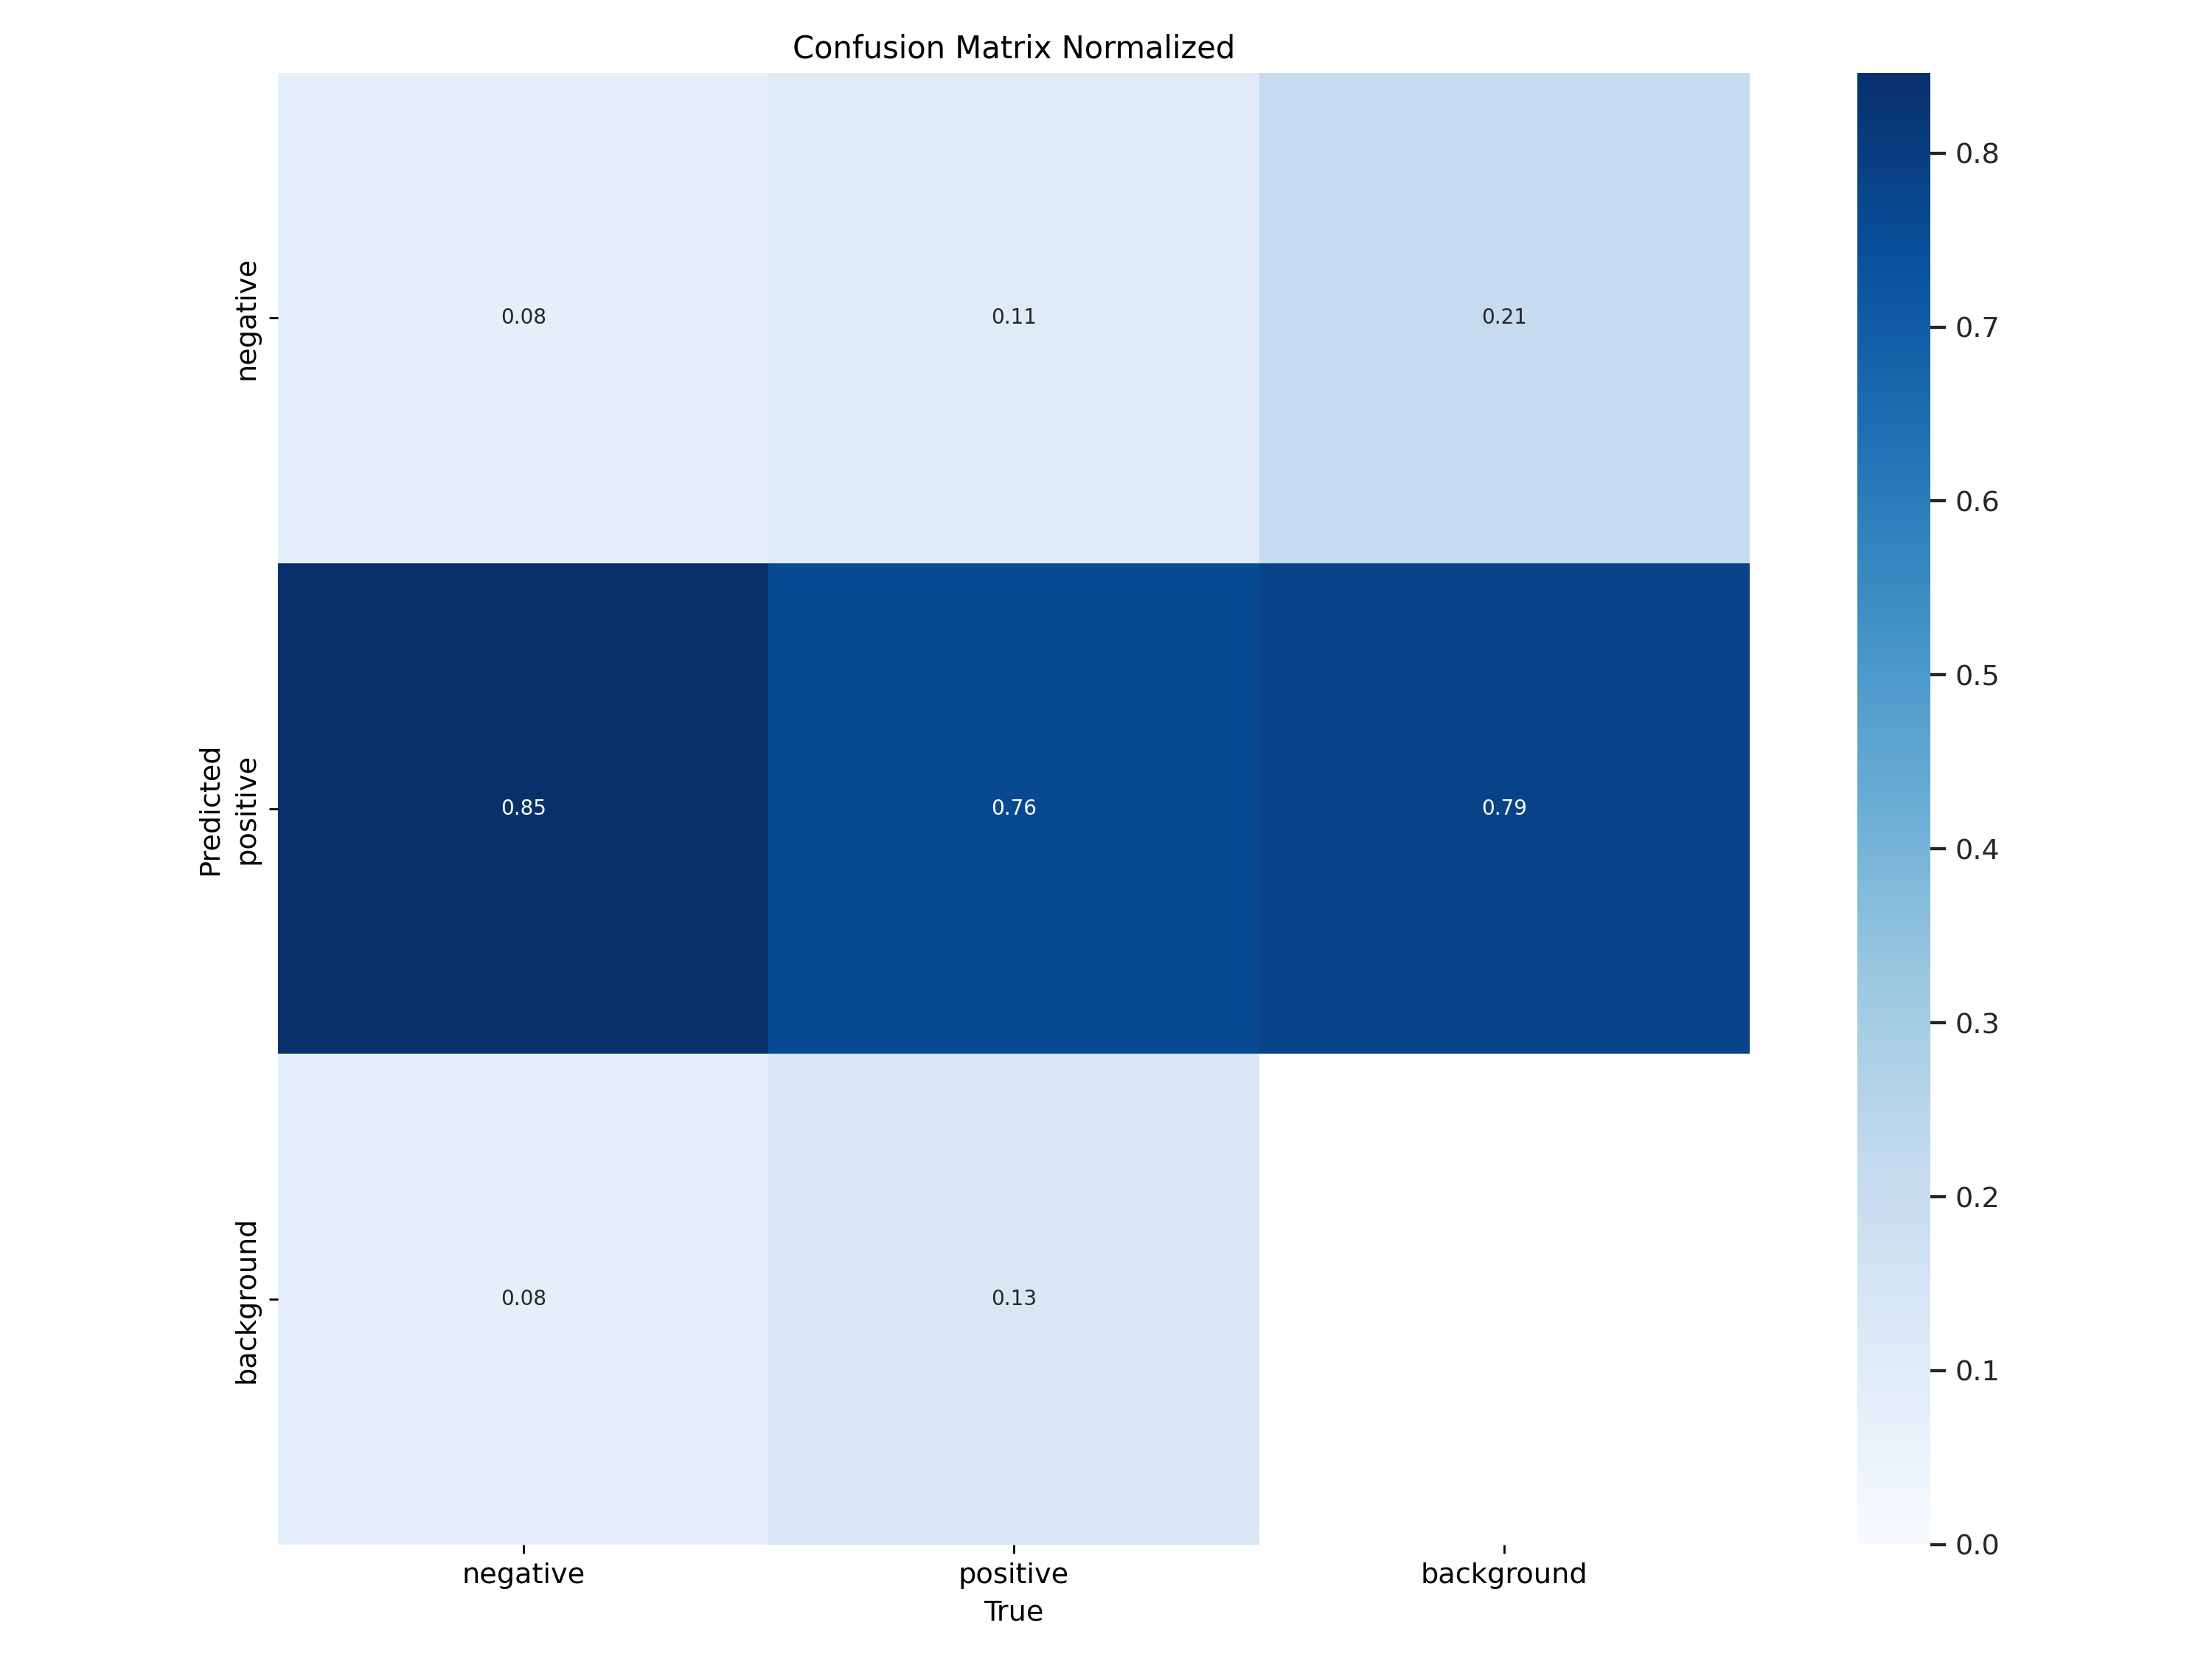 Confusion Matrix Normalized
negative
0.08
0.11
0.21
Predicted
positive
0.85
0.76
0.79
background
0.08
0.13
negative
positive
background
True
0.8
0.7
0.6
0.5
0.4
0.3
0.2
0.1
0.0